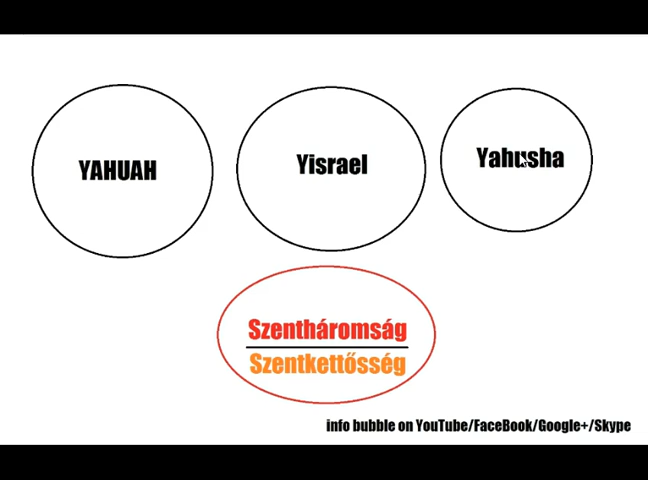 YAHUAH
Yisrael
Yahusha
Szentháromság
Szentkettősség
info bubble on YouTube/FaceBook/Google+/Skype